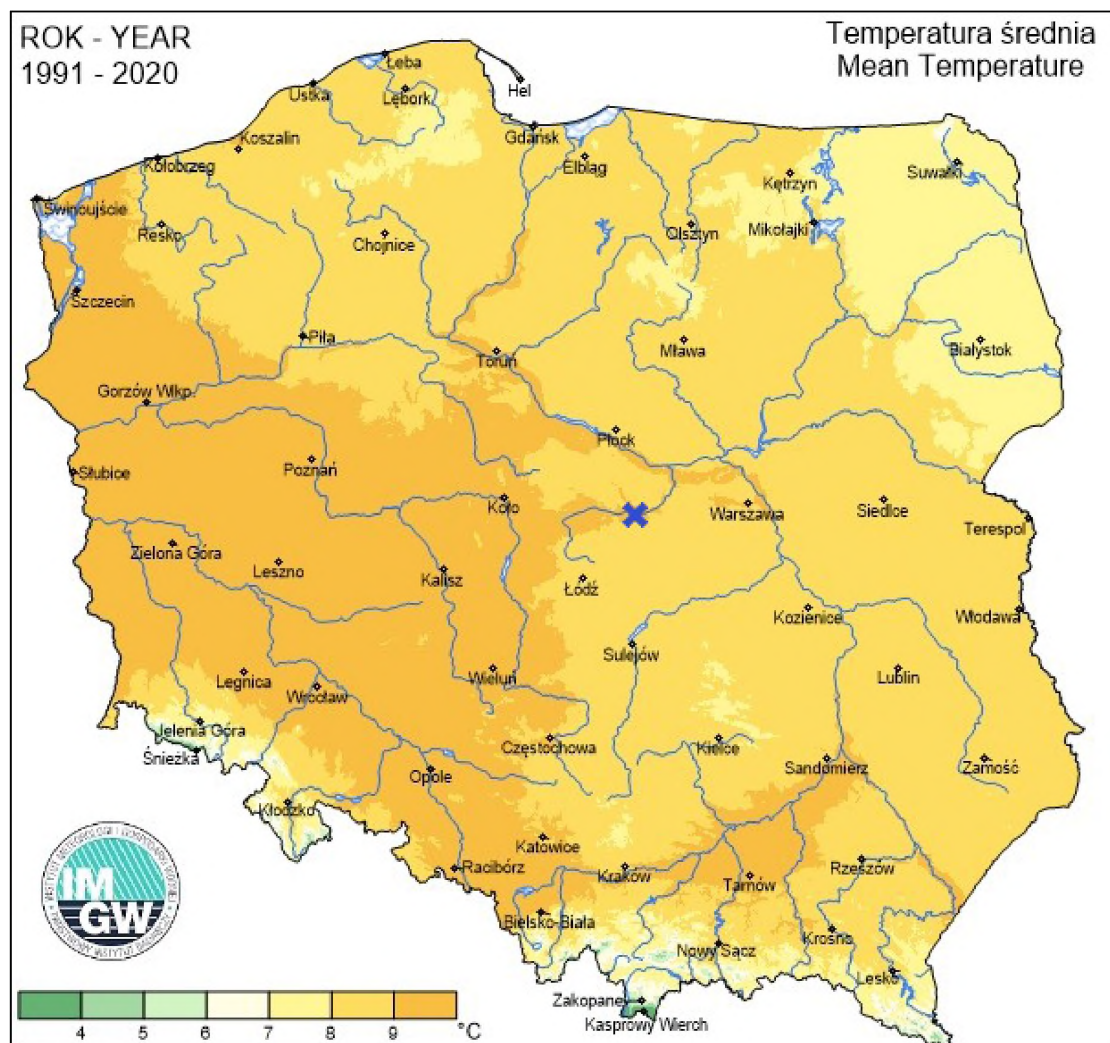 ROK - YEAR
1991 - 2020
Temperatura średnia
Mean Temperature
Łeba
Ustka
Lębork
Hel
Koszalin
Gdańsk
Kołobrzeg
Elbląg
Kętrzyn
Suwałki
Świnoujście
Resko
Chojnice
Olsztyn
Mikołajki
Szczecin
Piła
Toruń
Mława
Białystok
Gorzów Wlkp.
Płock
Słubice
Poznań
Koło
Warszawa
Siedlce
Terespol
Zielona Góra
Leszno
Kalisz
Łódź
Kozienice
Włodawa
Sulejów
Legnica
Wrocław
Wieluń
Lublin
Jelenia Góra
Śnieżka
Częstochowa
Kielce
Sandomierz
Zamość
Opole
Kłodzko
Katowice
Racibórz
Kraków
Tarnów
Rzeszów
Bielsko-Biała
Nowy Sącz
Krosno
Lesko
Zakopane
Kasprowy Wierch
IM
GW
4 5 6 7 8 9 °C